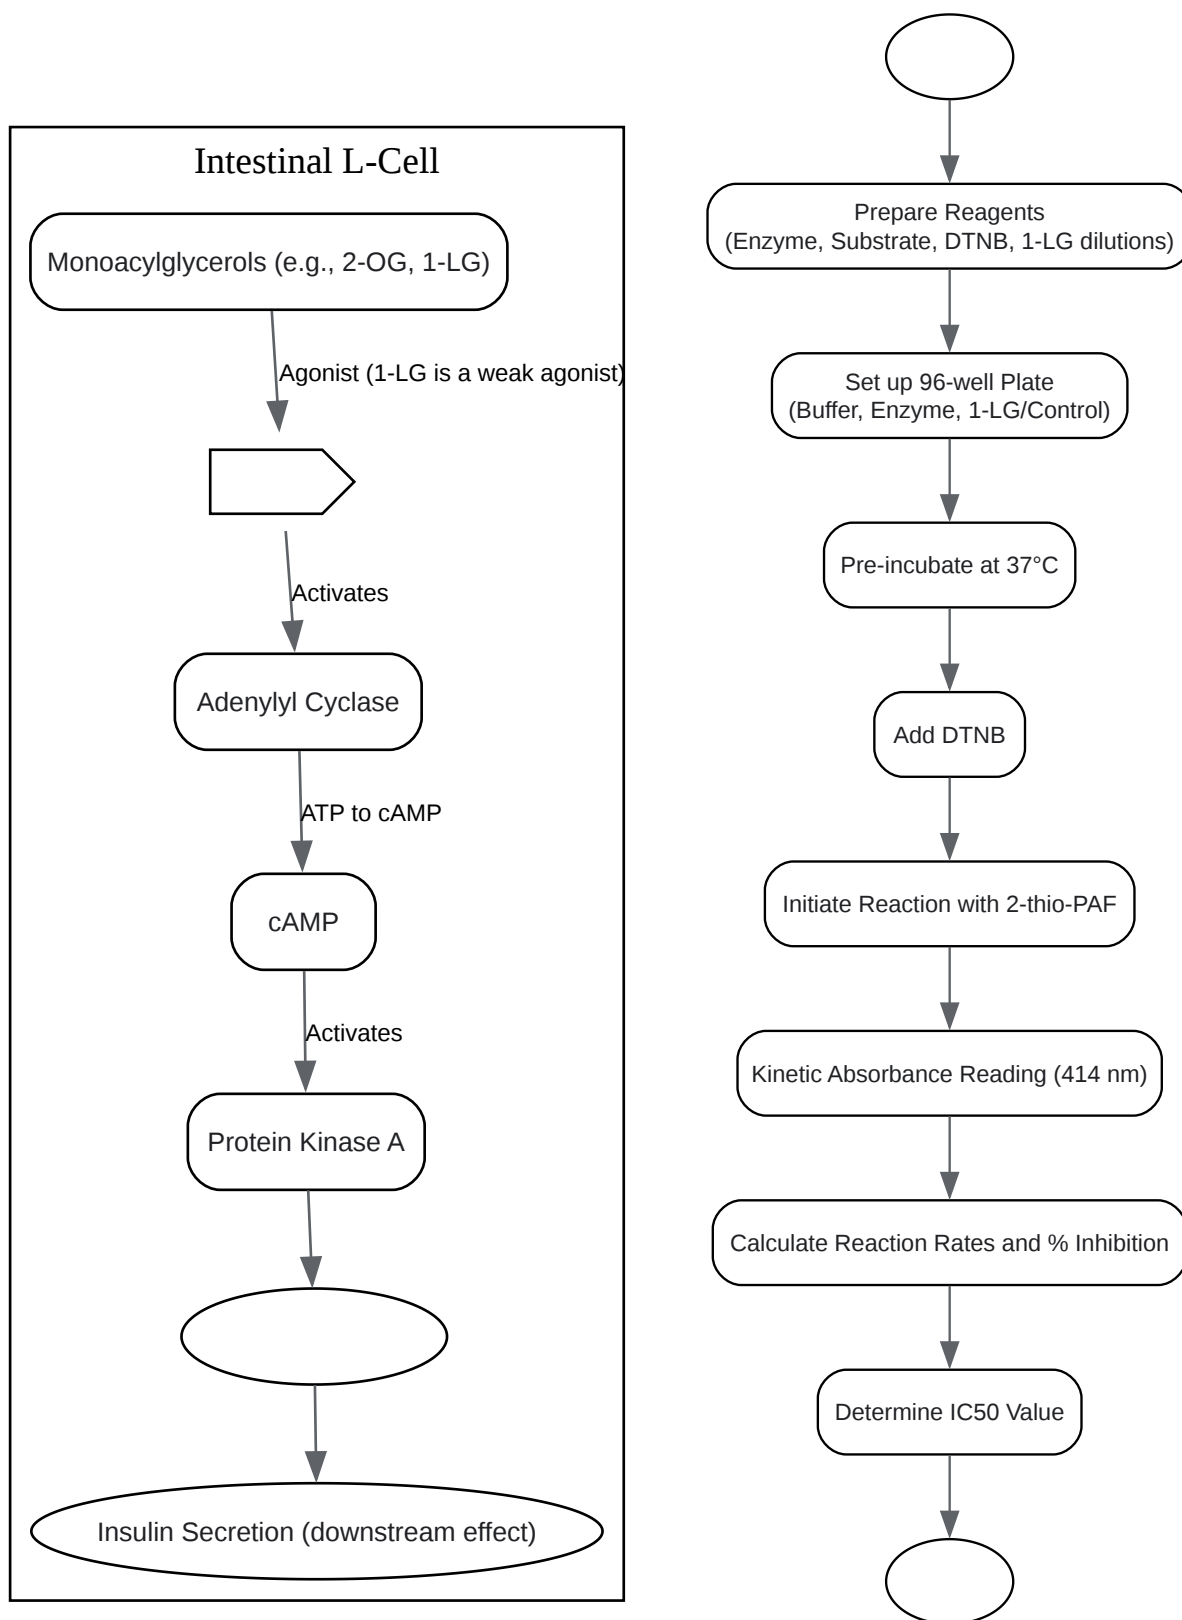 Intestinal L-Cell
Monoacylglycerols (e.g., 2-OG, 1-LG)
Agonist (1-LG is a weak agonist)
Activates
Adenylyl Cyclase
ATP to cAMP
cAMP
Activates
Protein Kinase A
Insulin Secretion (downstream effect)
Prepare Reagents
(Enzyme, Substrate, DTNB, 1-LG dilutions)
Set up 96-well Plate
(Buffer, Enzyme, 1-LG/Control)
Pre-incubate at 37°C
Add DTNB
Initiate Reaction with 2-thio-PAF
Kinetic Absorbance Reading (414 nm)
Calculate Reaction Rates and % Inhibition
Determine IC50 Value